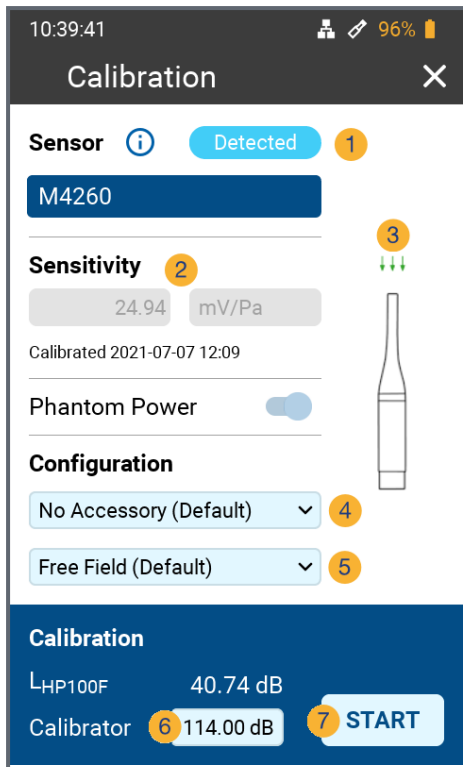 10:39:41 96%
Calibration
Sensor Detected 1
M4260
3
Sensitivity 2
24.94 mV/Pa
Calibrated 2021-07-07 12:09
Phantom Power
Configuration
No Accessory (Default) 4
Free Field (Default) 5
Calibration
LHP100F 40.74 dB
Calibrator 6 114.00 dB 7 START